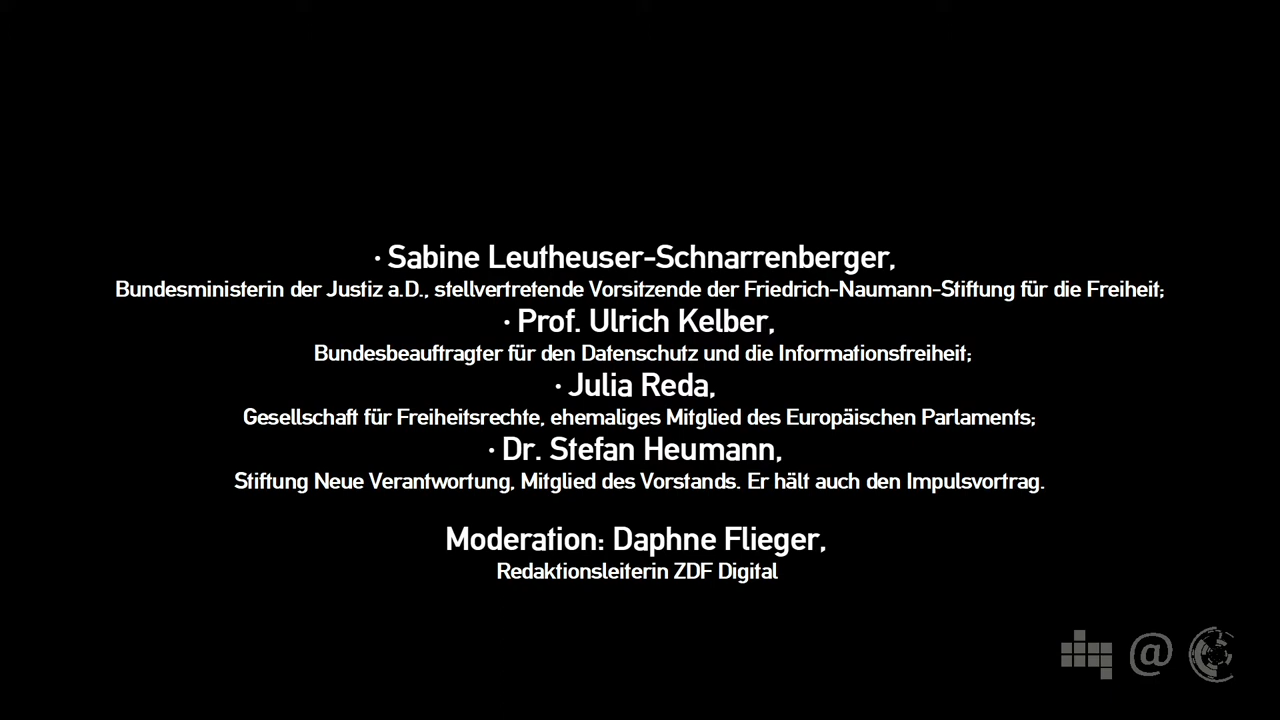 · Sabine Leutheuser-Schnarrenberger,
Bundesministerin der Justiz a.D., stellvertretende Vorsitzende der Friedrich-Naumann-Stiftung für die Freiheit;
· Prof. Ulrich Kelber,
Bundesbeauftragter für den Datenschutz und die Informationsfreiheit;
· Julia Reda,
Gesellschaft für Freiheitsrechte, ehemaliges Mitglied des Europäischen Parlaments;
· Dr. Stefan Heumann,
Stiftung Neue Verantwortung, Mitglied des Vorstands. Er hält auch den Impulsvortrag.
Moderation: Daphne Flieger,
Redaktionsleiterin ZDF Digital
@